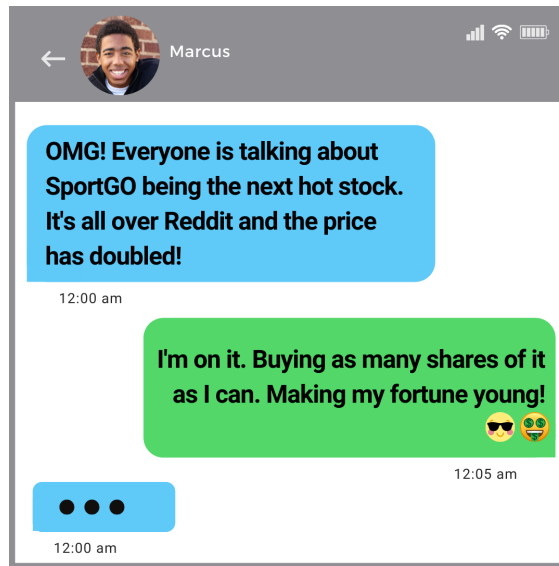 Marcus
OMG! Everyone is talking about
SportGO being the next hot stock.
It's all over Reddit and the price
has doubled!
12:00 am
I'm on it. Buying as many shares of it
as I can. Making my fortune young!
12:05 am
12:00 am